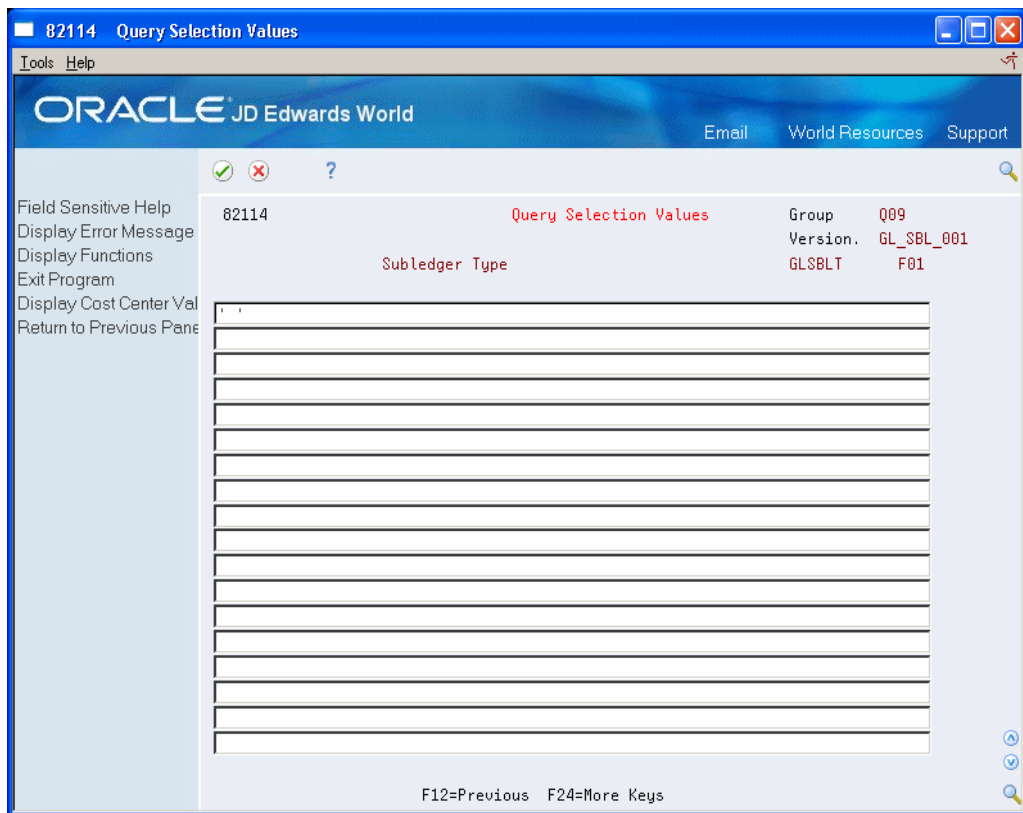 82114 Query Selection Values
Tools Help
ORACLE JD Edwards World
Email World Resources Support
?
Field Sensitive Help
Display Error Message
Display Functions
Exit Program
Display Cost Center Val
Return to Previous Pane
82114 Query Selection Values Group Q09
Version. GL_SBL_001
Subledger Type GLSBLT F01
' '
F12=Previous F24=More Keys